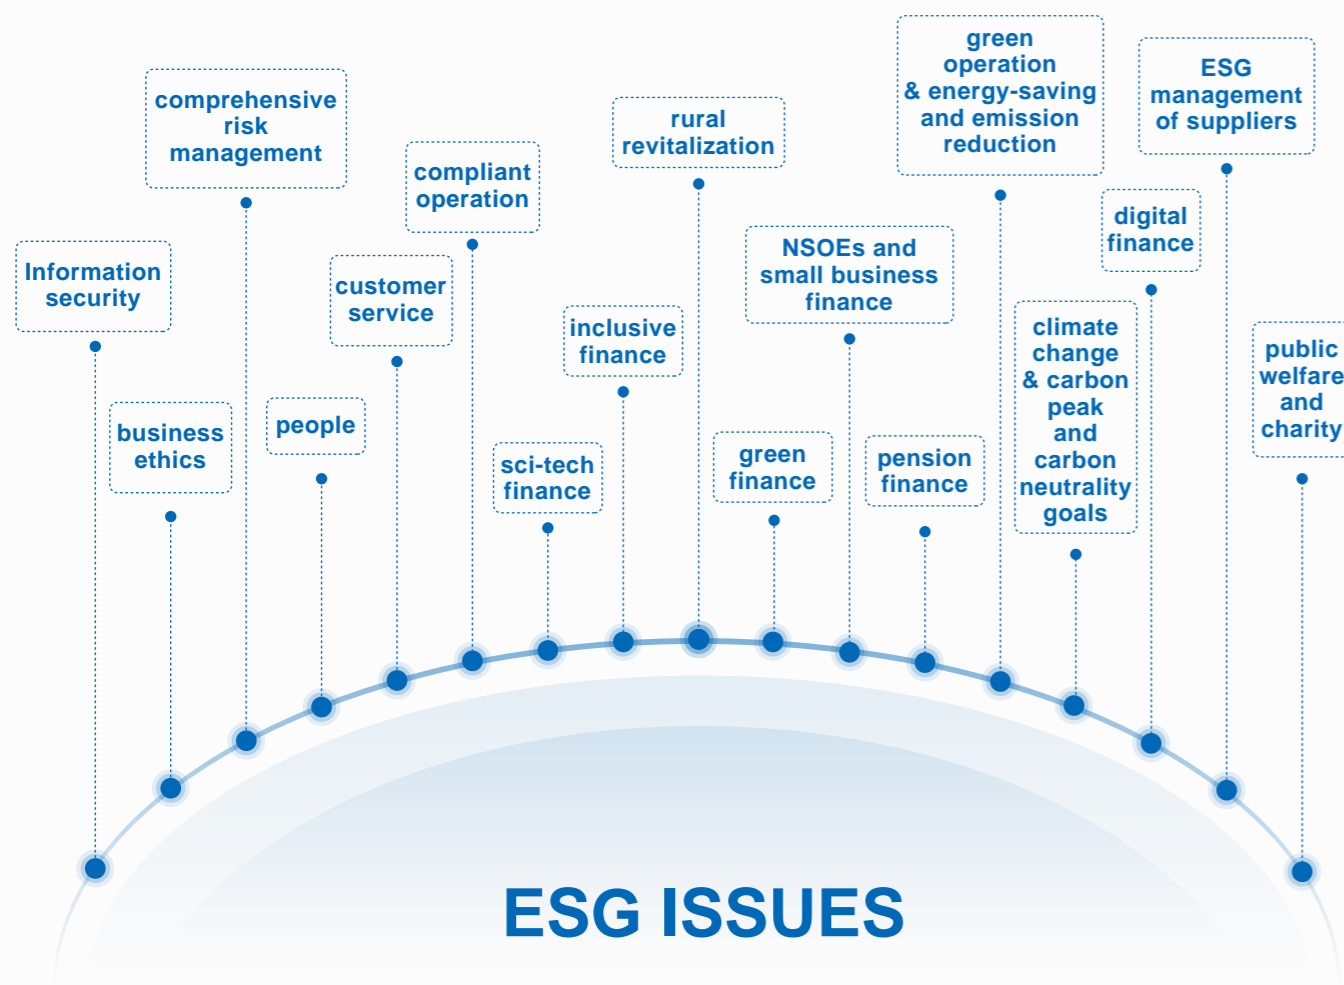 Information
security
business
ethics
comprehensive
risk
management
people
customer
service
compliant
operation
sci-tech
finance
inclusive
finance
rural
revitalization
green
finance
NSOEs and
small business
finance
pension
finance
green
operation
& energy-saving
and emission
reduction
climate
change
& carbon
peak
and
carbon
neutrality
goals
digital
finance
ESG
management
of suppliers
public
welfare
and
charity
ESG ISSUES